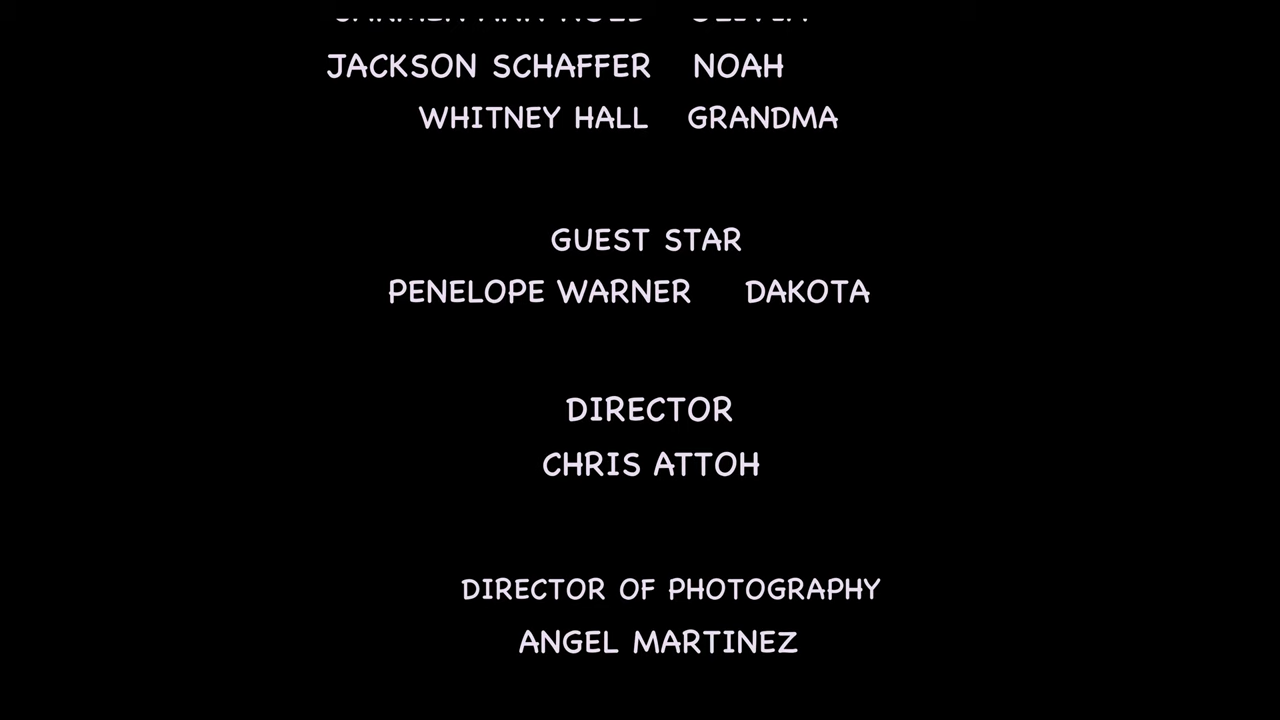 JACKSON SCHAFFER NOAH
WHITNEY HALL GRANDMA
GUEST STAR
PENELOPE WARNER DAKOTA
DIRECTOR
CHRIS ATTOH
DIRECTOR OF PHOTOGRAPHY
ANGEL MARTINEZ